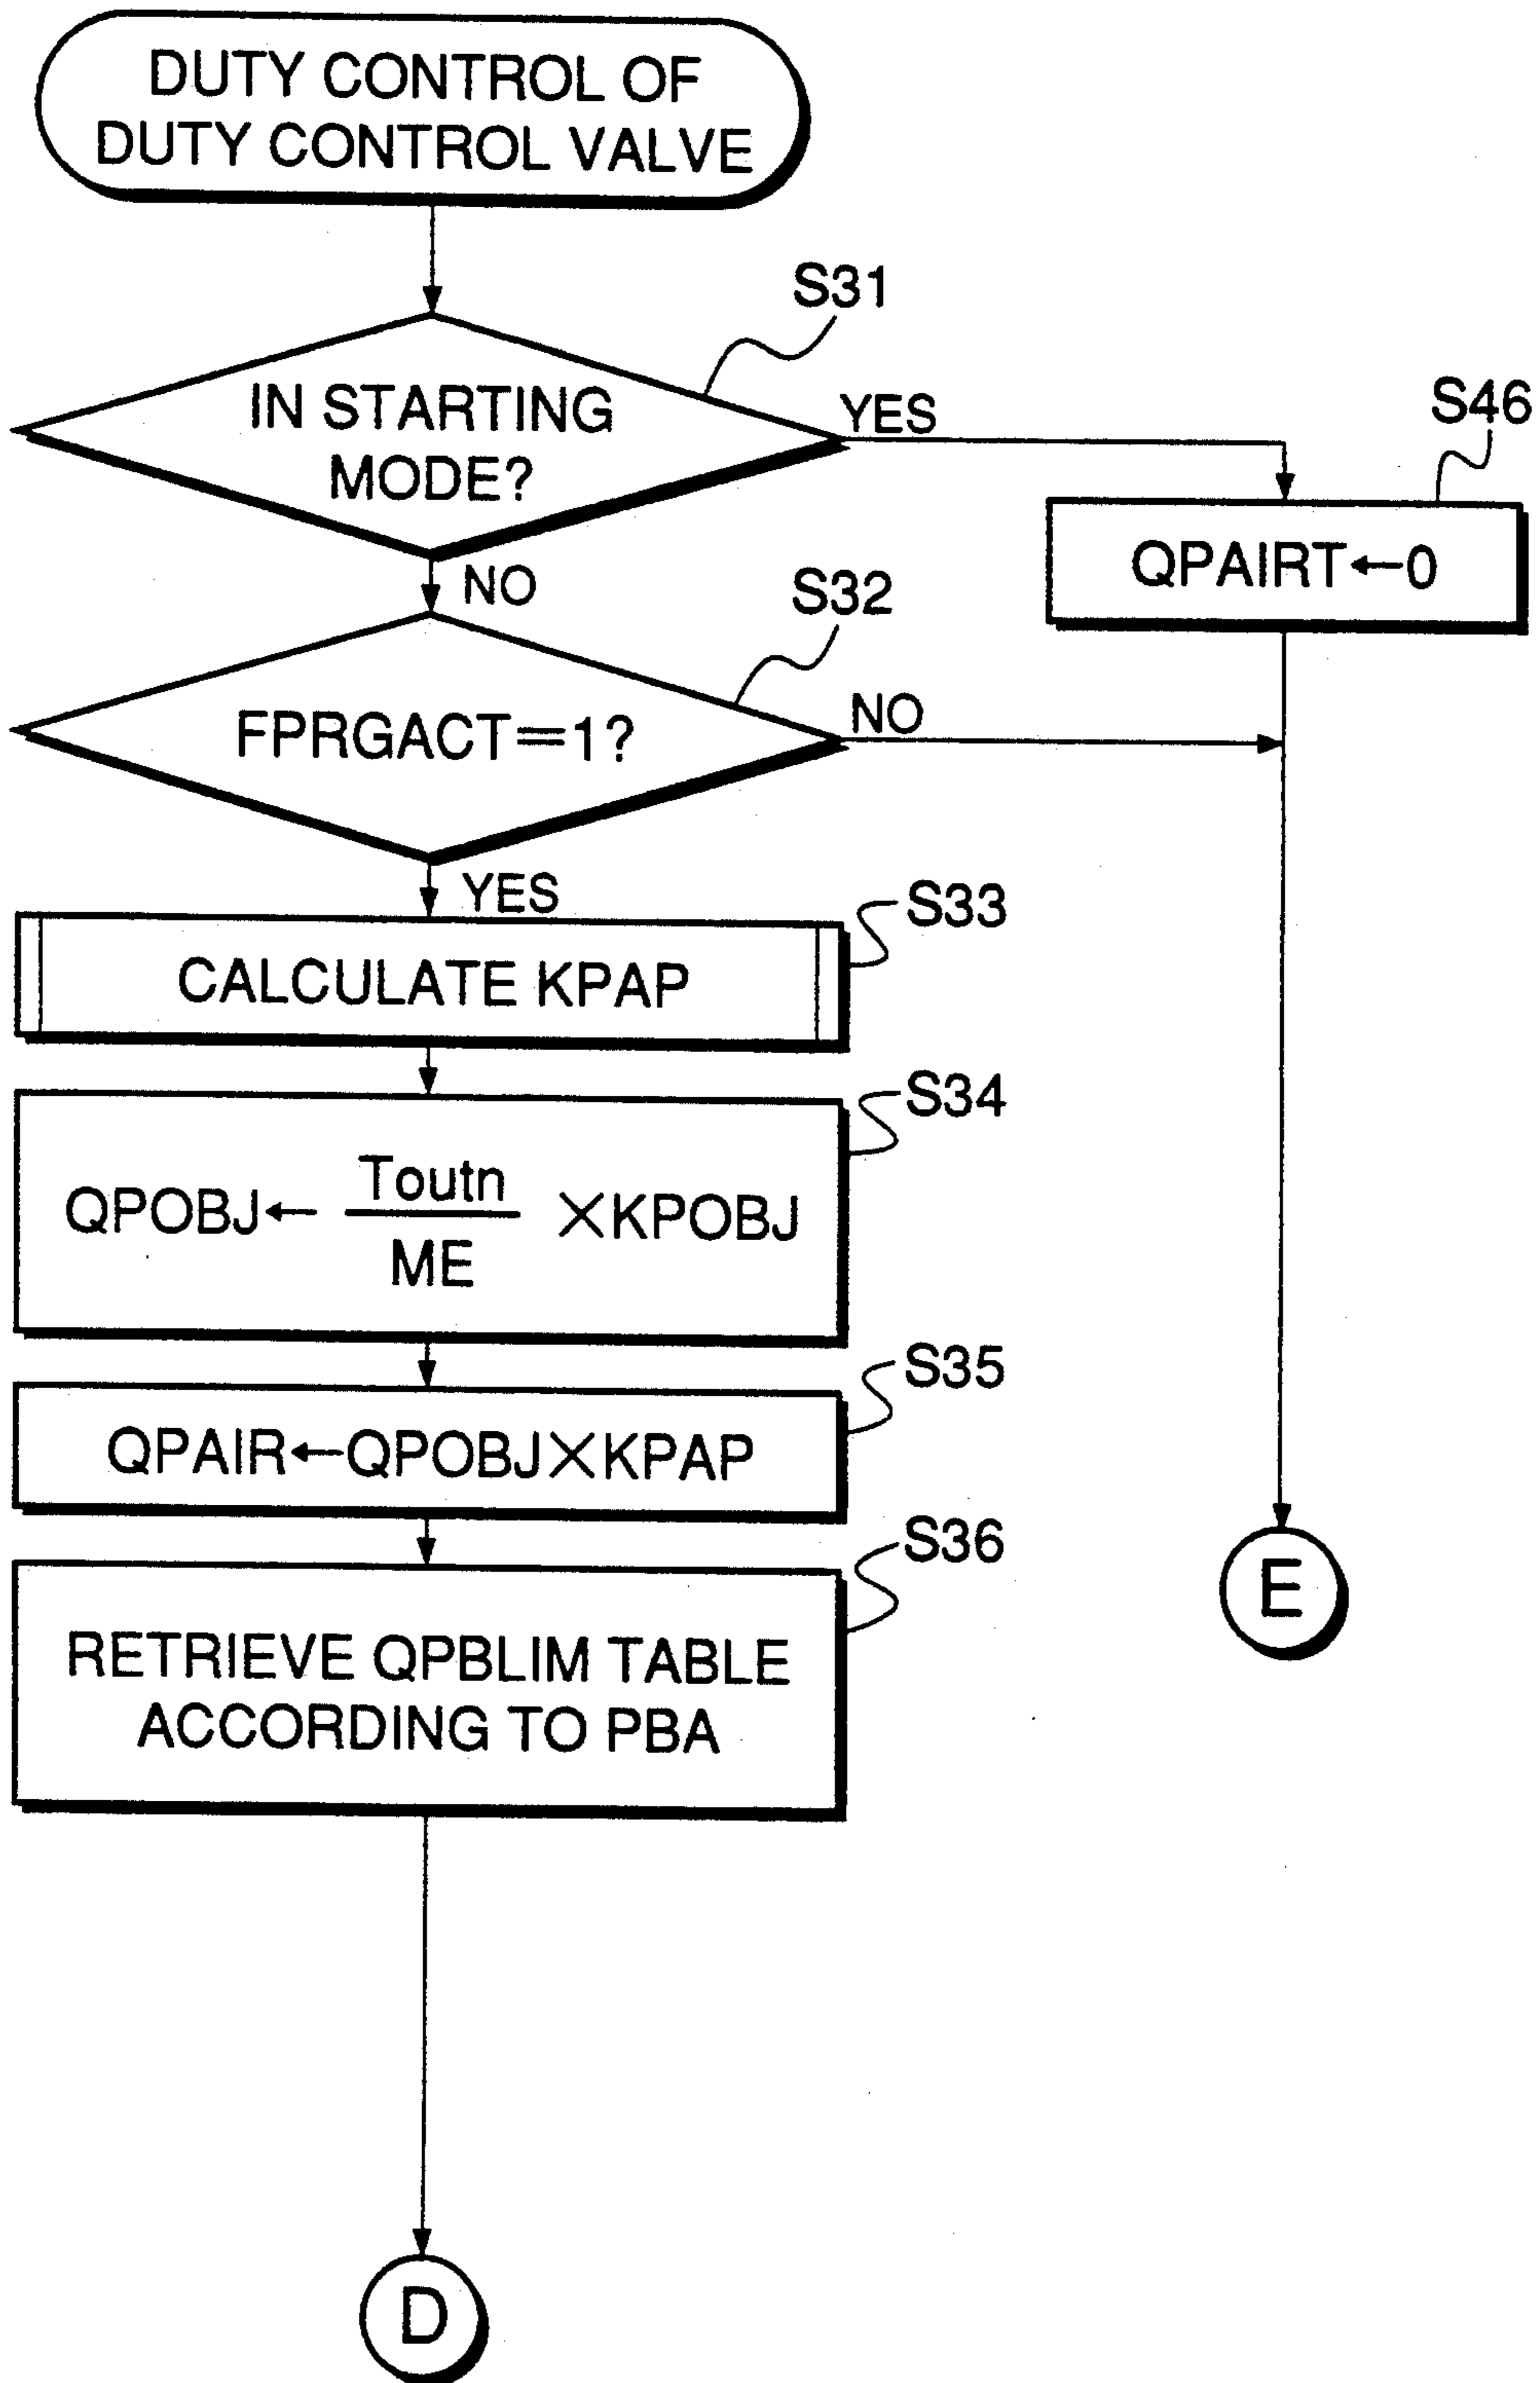 DUTY CONTROL OF
DUTY CONTROL VALVE
S31
IN STARTING
MODE?
YES
S46
QPAIRT←0
NO
S32
FPRGACT=1?
NO
YES
S33
CALCULATE KPAP
S34
QPOBJ← Toutn/ME ×KPOBJ
S35
QPAIR←QPOBJ×KPAP
S36
RETRIEVE QPBLIM TABLE
ACCORDING TO PBA
E
D